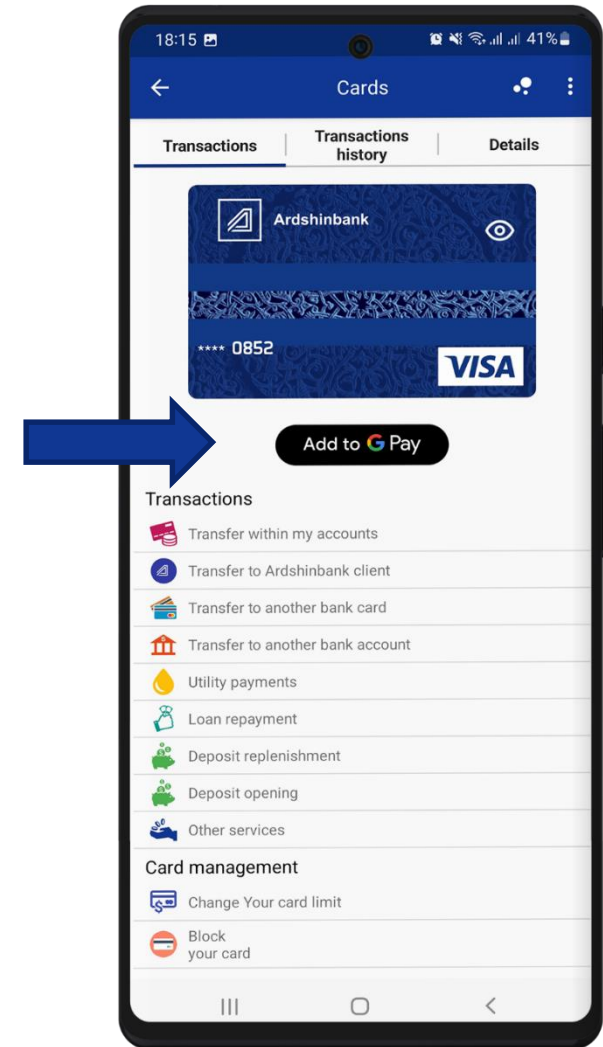 18:15 41%
Cards
Transactions Transactions history Details
Ardshinbank
**** 0852
VISA
Add to G Pay
Transactions
Transfer within my accounts
Transfer to Ardshinbank client
Transfer to another bank card
Transfer to another bank account
Utility payments
Loan repayment
Deposit replenishment
Deposit opening
Other services
Card management
Change Your card limit
Block
your card